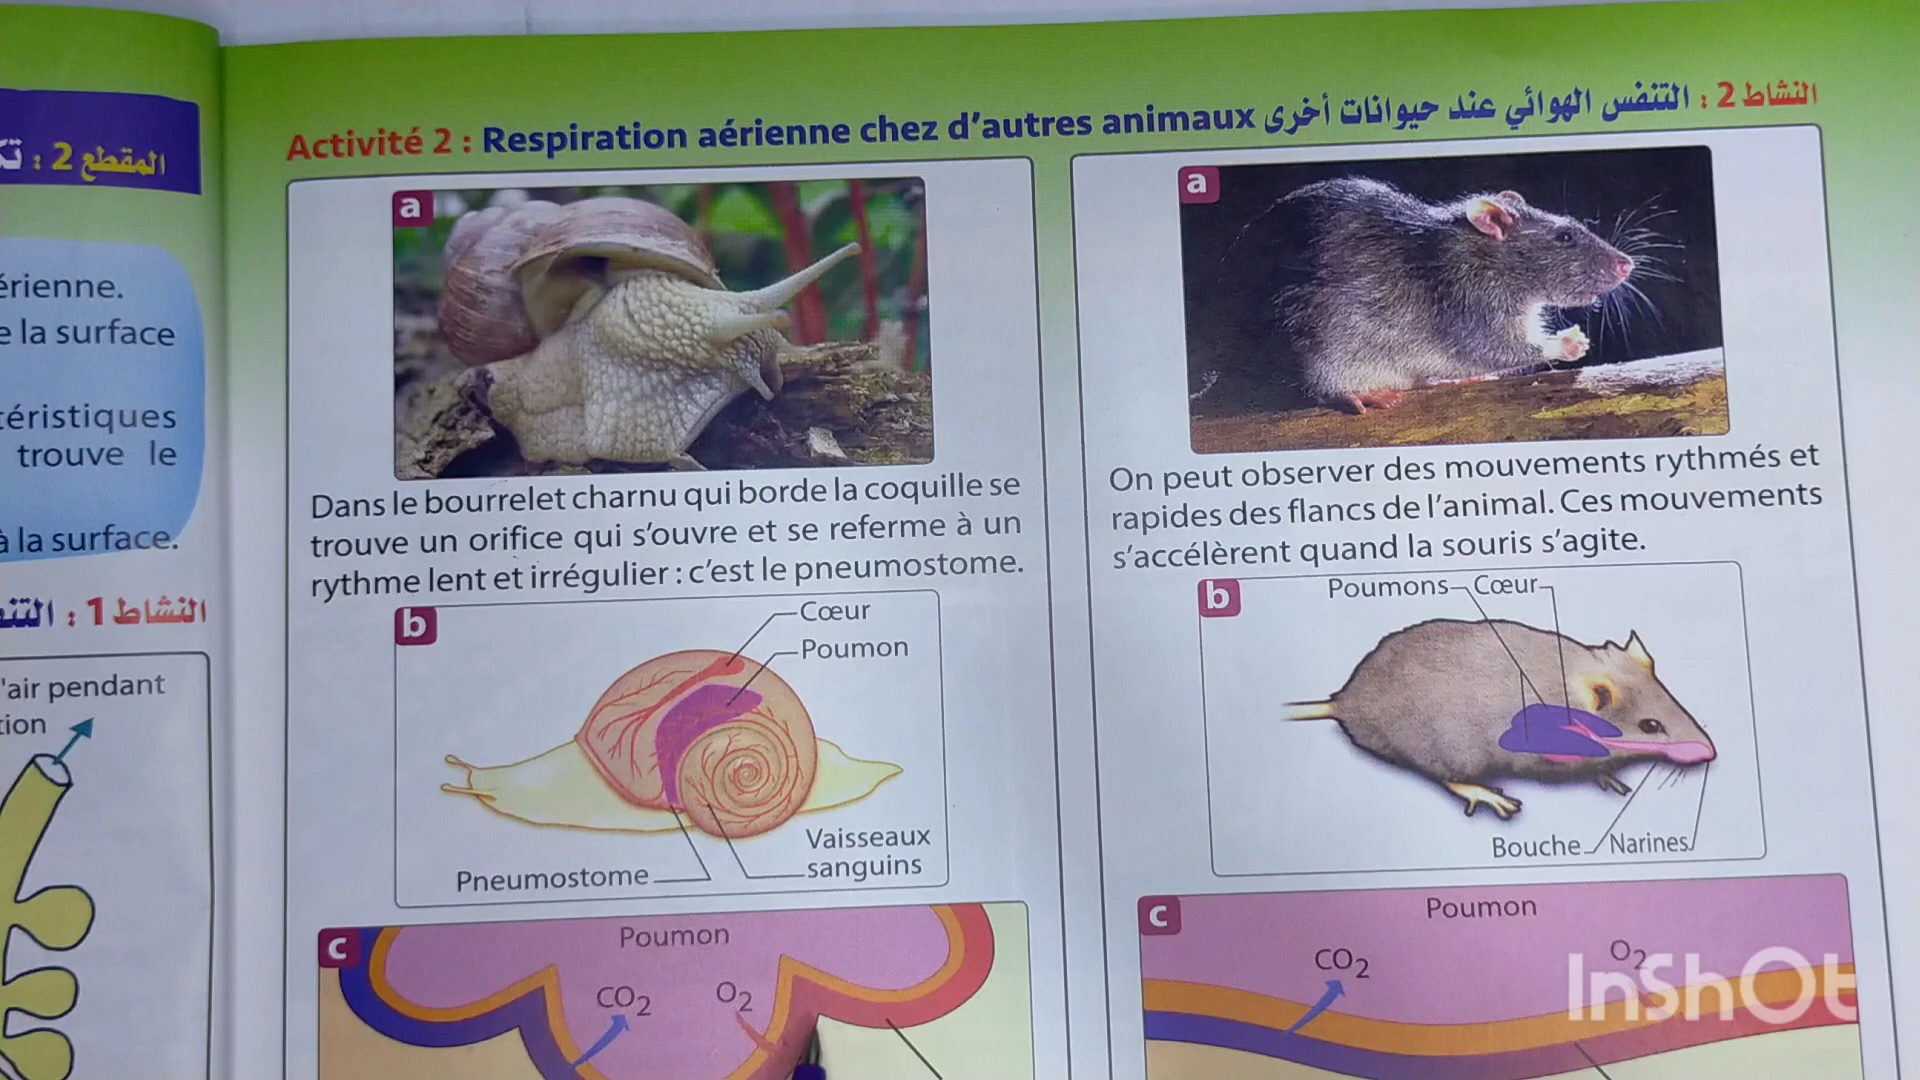 المقطع 2 :
érienne.
e la surface
téristiques
trouve le
à la surface.
النشاط 1 :
l'air pendant
tion
Activité 2 : Respiration aérienne chez d'autres animaux النشاط 2 : التنفس الهوائي عند حيوانات أخرى
a
Dans le bourrelet charnu qui borde la coquille se
trouve un orifice qui s'ouvre et se referme à un
rythme lent et irrégulier : c'est le pneumostome.
b
Cœur
Poumon
Vaisseaux
sanguins
Pneumostome
c
Poumon
CO2 O2
a
On peut observer des mouvements rythmés et
rapides des flancs de l'animal. Ces mouvements
s'accélèrent quand la souris s'agite.
b
Poumons Cœur
Bouche Narines
c
Poumon
CO2 O2
InShOt